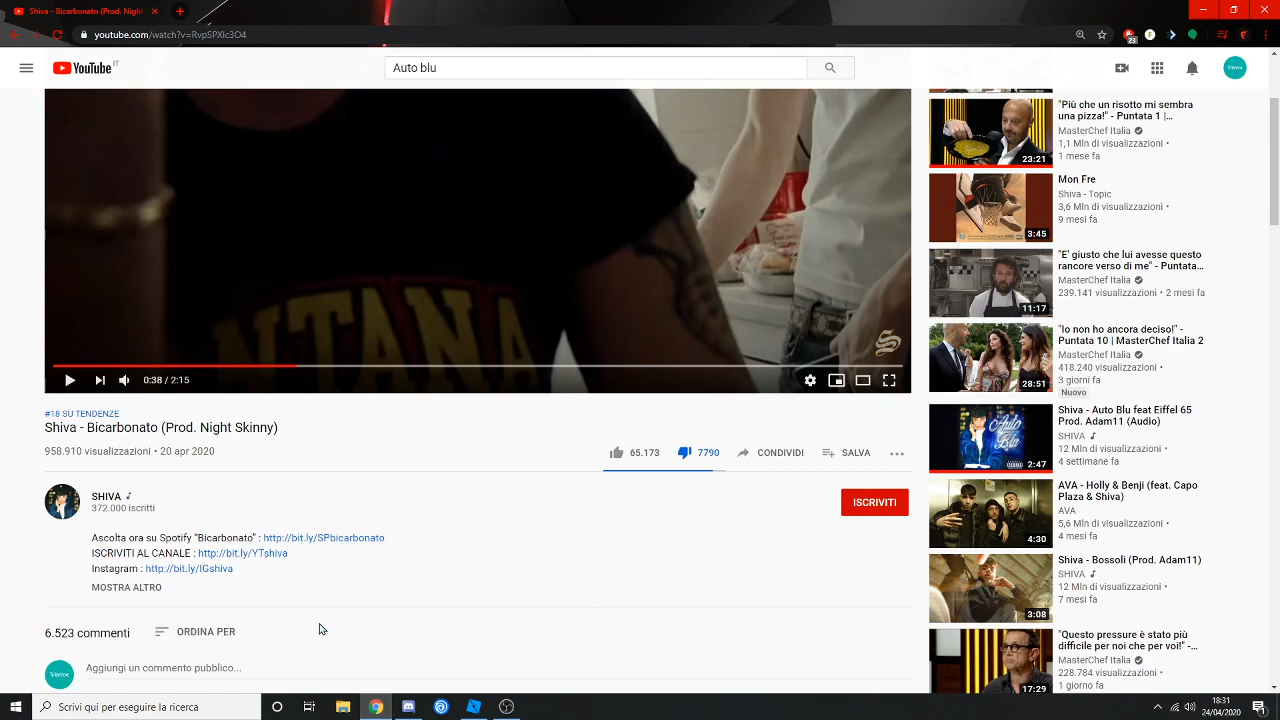 Shiva - Bicarbonato (Prod. Night
youtube.com/watch?v=RvpSPXIc3O4
23
YouTube IT
Auto blu
0:38 / 2:15
#18 SU TENDENZE
Shiva - Bicarbonato (Prod. Night Skinny)
958.910 visualizzazioni • 20 apr 2020
65.173
7790
CONDIVIDI
SALVA
SHIVA
372.000 iscritti
ISCRIVITI
Ascolta ora su Spotify "Bicarbonato" : http://bit.ly/SPbicarbonato
ISCRIVITI AL CANALE : http://bit.ly/YTshiva
Instagram : http://bit.ly/IGshiva
MOSTRA ALTRO
6.523 commenti
ORDINA PER
Aggiungi un commento pubblico...
23:21
"Più che un risotto mi sembra
una pizza!" - Puntata 1 |...
MasterChef Italia
1,1 Mln di visualizzazioni •
1 mese fa
3:45
Mon Fre
Shiva - Topic
3,6 Mln di visualizzazioni •
9 mesi fa
11:17
"E' giusto che lui avesse questo
rancore verso di me" - Puntata...
MasterChef Italia
239.141 visualizzazioni • 2 mesi fa
28:51
"Io non ho ancora deciso!" -
Puntata 10 | MasterChef Italia 2
MasterChef Italia
418.240 visualizzazioni •
3 giorni fa
Nuovo
Auto
Blu
2:47
Shiva - Auto Blu feat Eiffel 65
Prod. Adam11 (Audio)
SHIVA
12 Mln di visualizzazioni •
4 settimane fa
4:30
AVA - Holly & Benji (feat. Capo
Plaza & Shiva)
AVA
5,6 Mln di visualizzazioni •
4 mesi fa
3:08
Shiva - Bossoli (Prod. Adam11)
SHIVA
12 Mln di visualizzazioni •
7 mesi fa
17:29
"Questo pressure è stato più
difficile per noi che per voi!" -...
MasterChef Italia
228.784 visualizzazioni •
1 giorno fa
Scrivi qui per eseguire la ricerca
18:31
24/04/2020